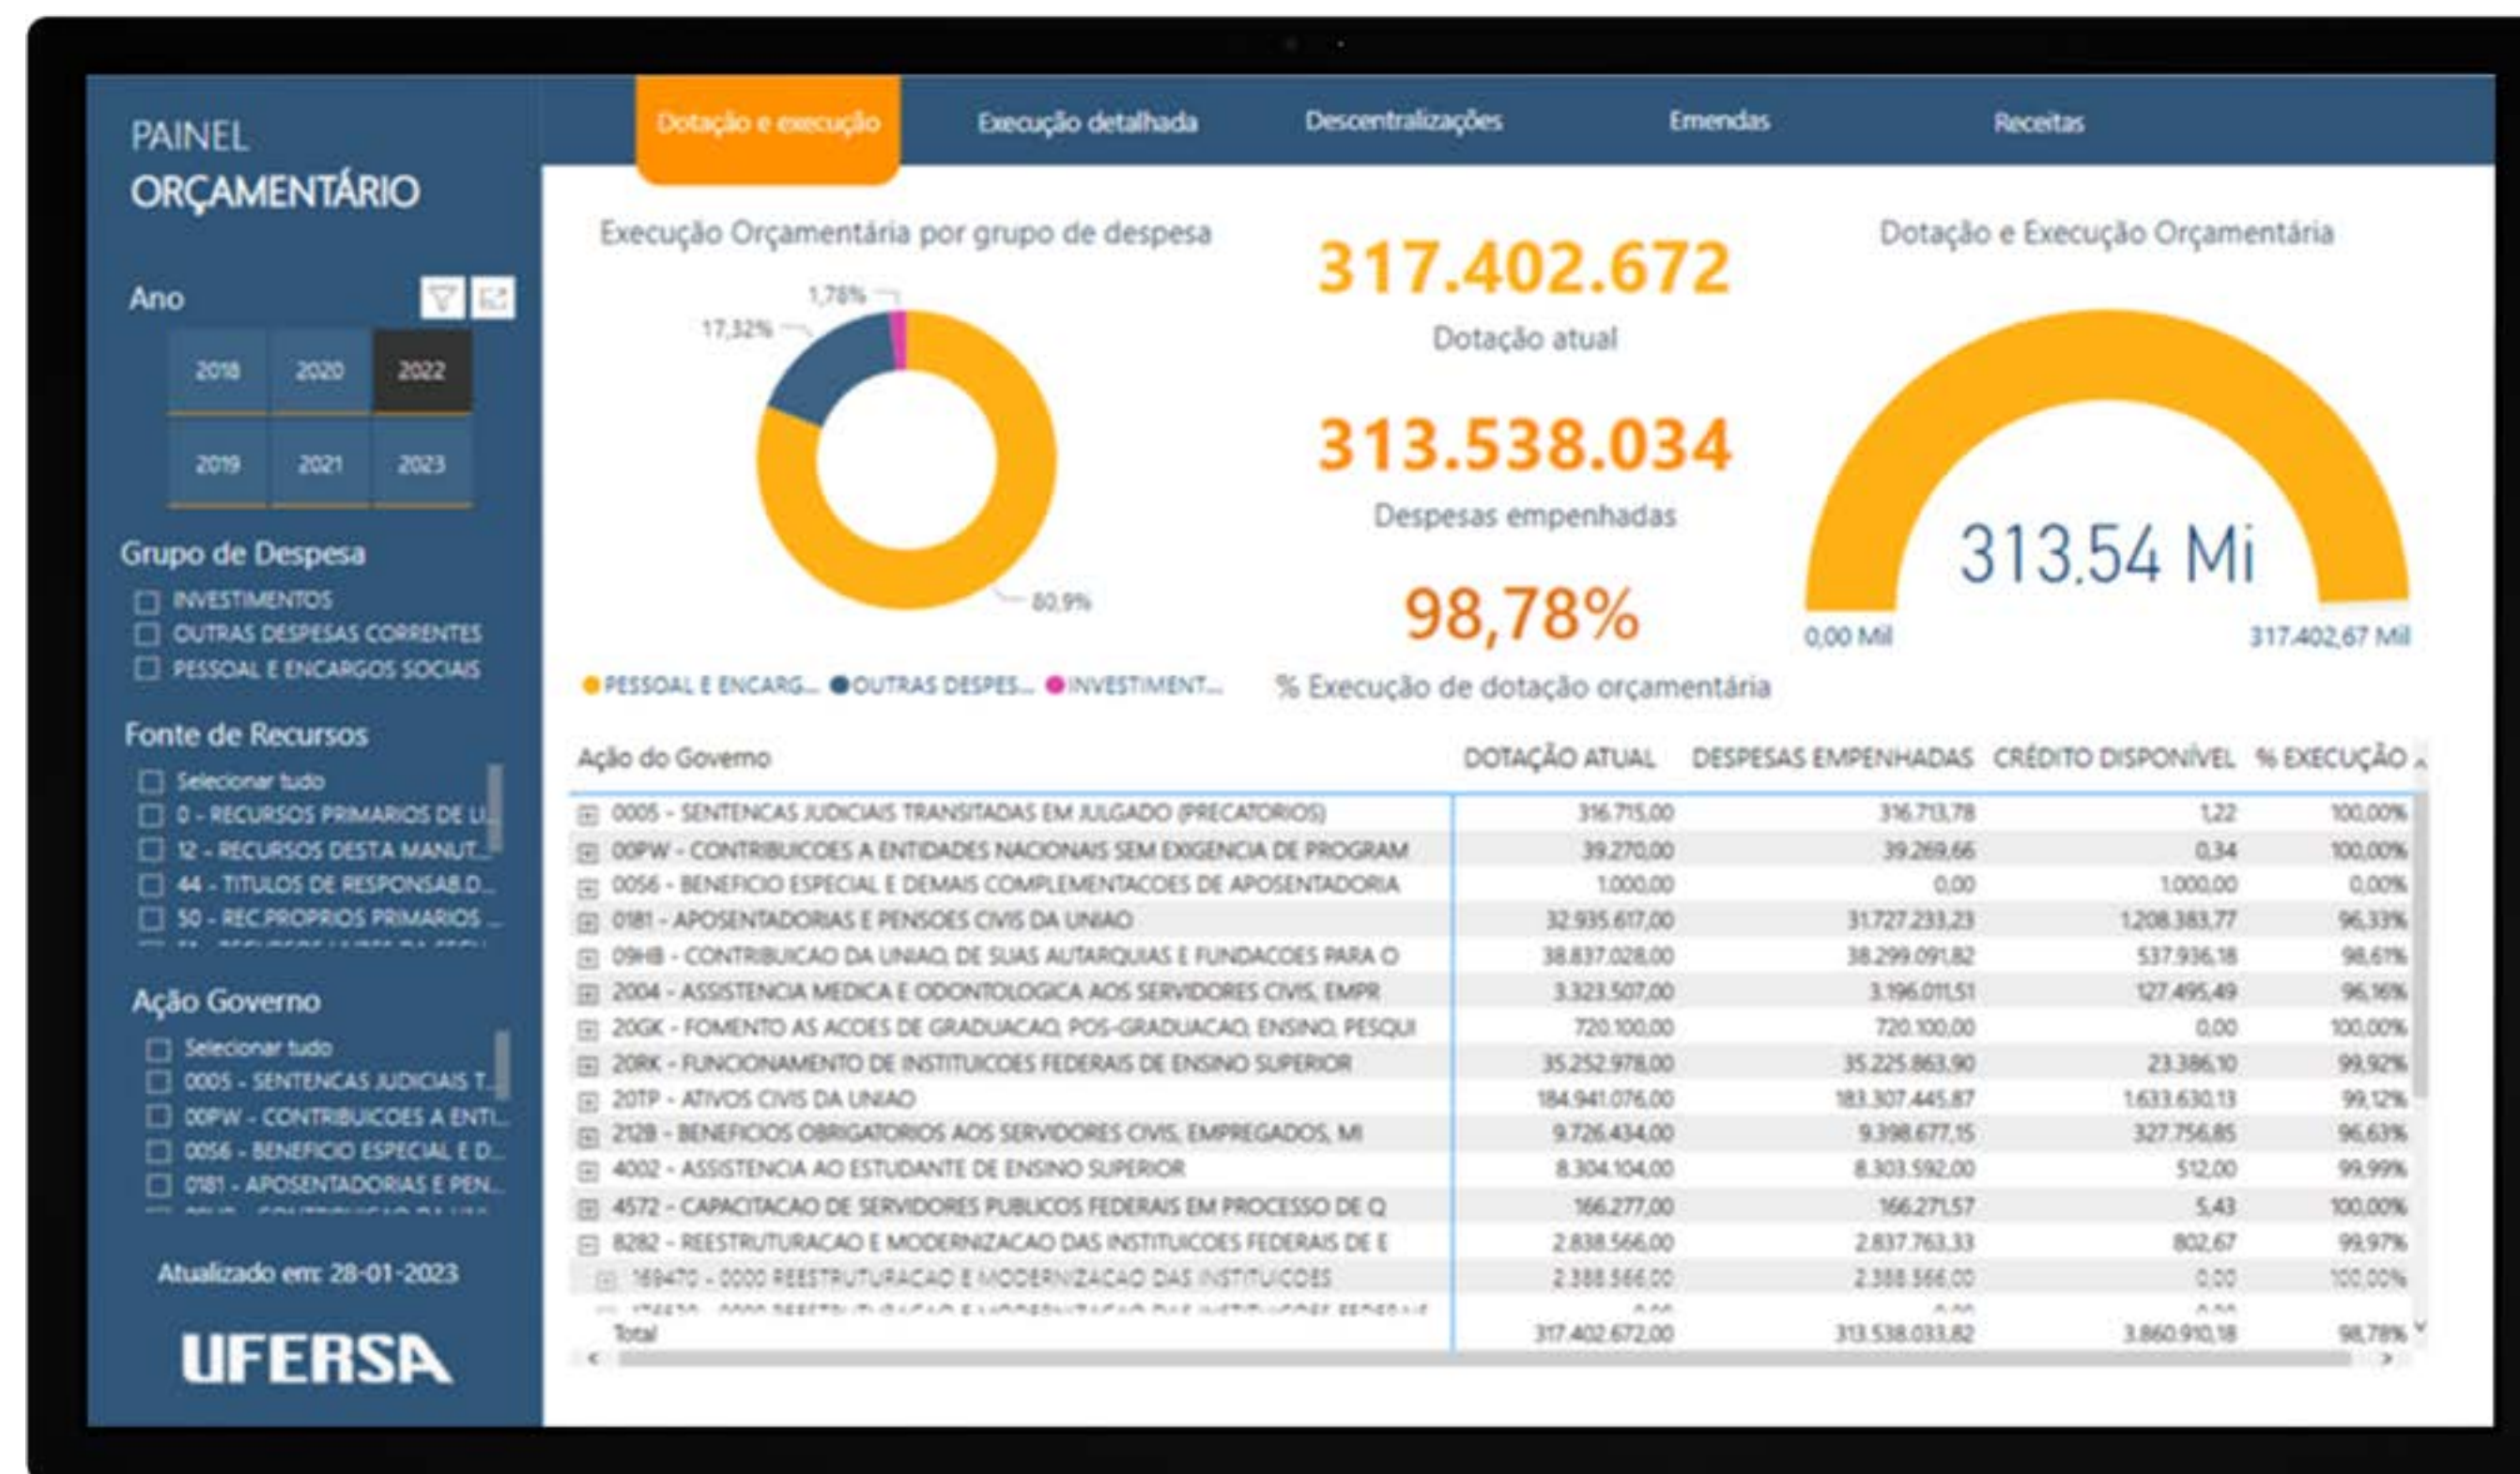 PAINEL
ORÇAMENTÁRIO
Ano
2018 2020 2022
2019 2021 2023
Grupo de Despesa
INVESTIMENTOS
OUTRAS DESPESAS CORRENTES
PESSOAL E ENCARGOS SOCIAIS
Fonte de Recursos
Selecionar tudo
0 - RECURSOS PRIMARIOS DE LI...
12 - RECURSOS DESTA MANUT...
44 - TITULOS DE RESPONSAB.D...
50 - REC.PROPRIOS PRIMARIOS ...
Ação Governo
Selecionar tudo
0005 - SENTENCAS JUDICIAIS T...
00PW - CONTRIBUICOES A ENTI...
0056 - BENEFICIO ESPECIAL E D...
0181 - APOSENTADORIAS E PEN...
Atualizado em: 28-01-2023
UFERSA
Dotação e execução Execução detalhada Descentralizações Emendas Receitas
Execução Orçamentária por grupo de despesa
1,78%
17,32%
80,9%
PESSOAL E ENCARG... OUTRAS DESPES... INVESTIMENT...
317.402.672
Dotação atual
313.538.034
Despesas empenhadas
98,78%
% Execução de dotação orçamentária
Dotação e Execução Orçamentária
313,54 Mi
0,00 Mil 317.402,67 Mil
Ação do Governo DOTAÇÃO ATUAL DESPESAS EMPENHADAS CRÉDITO DISPONÍVEL % EXECUÇÃO
0005 - SENTENCAS JUDICIAIS TRANSITADAS EM JULGADO (PRECATORIOS) 316.715,00 316.713,78 1,22 100,00%
00PW - CONTRIBUICOES A ENTIDADES NACIONAIS SEM EXIGENCIA DE PROGRAM 39.270,00 39.269,66 0,34 100,00%
0056 - BENEFICIO ESPECIAL E DEMAIS COMPLEMENTACOES DE APOSENTADORIA 1.000,00 0,00 1.000,00 0,00%
0181 - APOSENTADORIAS E PENSOES CIVIS DA UNIAO 32.935.617,00 31.727.233,23 1.208.383,77 96,33%
09HB - CONTRIBUICAO DA UNIAO, DE SUAS AUTARQUIAS E FUNDACOES PARA O 38.837.028,00 38.299.091,82 537.936,18 98,61%
2004 - ASSISTENCIA MEDICA E ODONTOLOGICA AOS SERVIDORES CIVIS, EMPR 3.323.507,00 3.196.011,51 127.495,49 96,16%
20GK - FOMENTO AS ACOES DE GRADUACAO, POS-GRADUACAO, ENSINO, PESQUI 720.100,00 720.100,00 0,00 100,00%
20RK - FUNCIONAMENTO DE INSTITUICOES FEDERAIS DE ENSINO SUPERIOR 35.252.978,00 35.225.863,90 23.386,10 99,92%
20TP - ATIVOS CIVIS DA UNIAO 184.941.076,00 183.307.445,87 1.633.630,13 99,12%
212B - BENEFICIOS OBRIGATORIOS AOS SERVIDORES CIVIS, EMPREGADOS, MI 9.726.434,00 9.398.677,15 327.756,85 96,63%
4002 - ASSISTENCIA AO ESTUDANTE DE ENSINO SUPERIOR 8.304.104,00 8.303.592,00 512,00 99,99%
4572 - CAPACITACAO DE SERVIDORES PUBLICOS FEDERAIS EM PROCESSO DE Q 166.277,00 166.271,57 5,43 100,00%
8282 - REESTRUTURACAO E MODERNIZACAO DAS INSTITUICOES FEDERAIS DE E 2.838.566,00 2.837.763,33 802,67 99,97%
169470 - 0000 REESTRUTURACAO E MODERNIZACAO DAS INSTITUICOES 2.388.566,00 2.388.566,00 0,00 100,00%
Total 317.402.672,00 313.538.033,82 3.860.910,18 98,78%